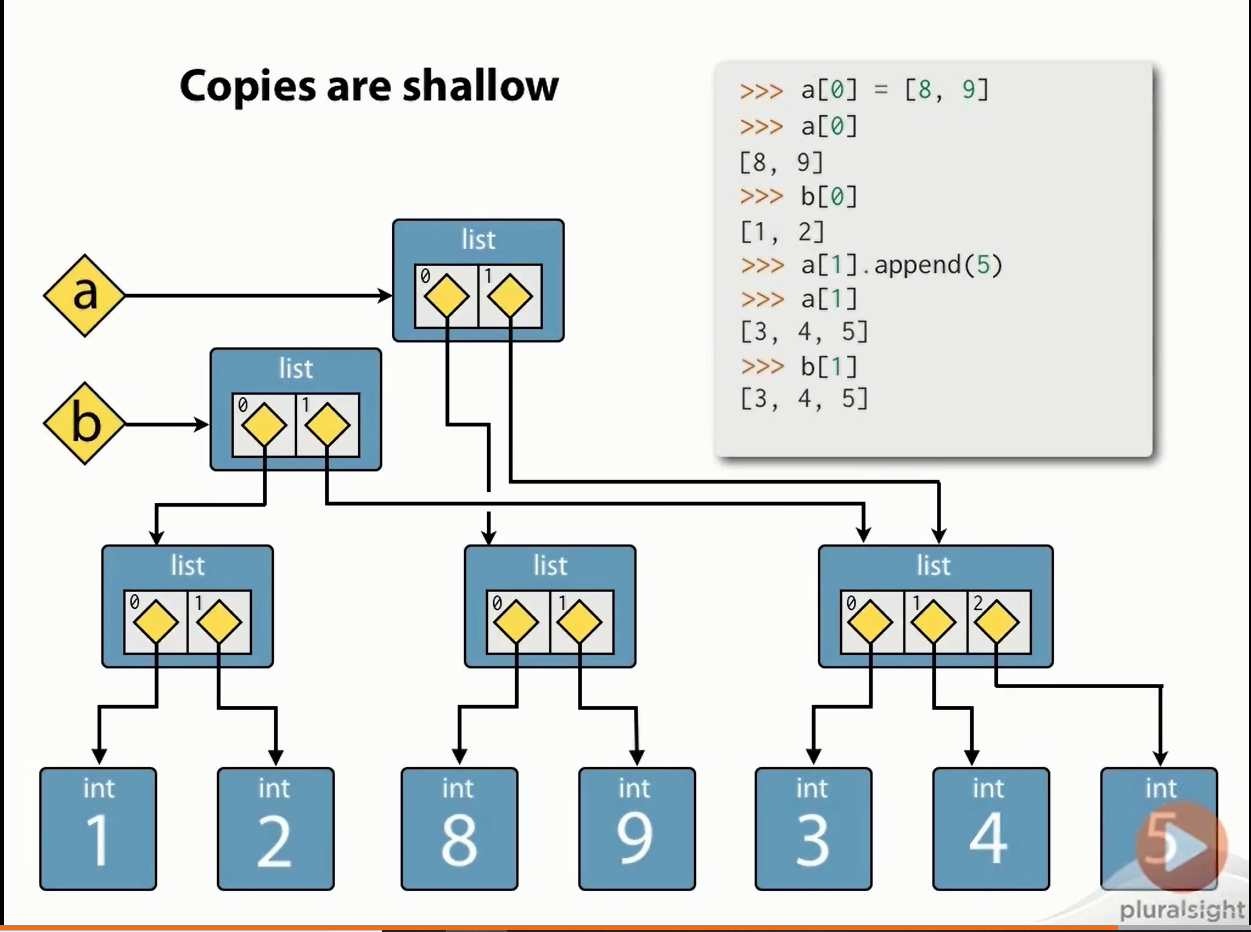 Copies are shallow
>>> a[0] = [8, 9]
>>> a[0]
[8, 9]
>>> b[0]
[1, 2]
>>> a[1].append(5)
>>> a[1]
[3, 4, 5]
>>> b[1]
[3, 4, 5]
list
0 1
a
list
0 1
b
list
0 1
list
0 1
list
0 1 2
int
1
int
2
int
8
int
9
int
3
int
4
int
5
pluralsight